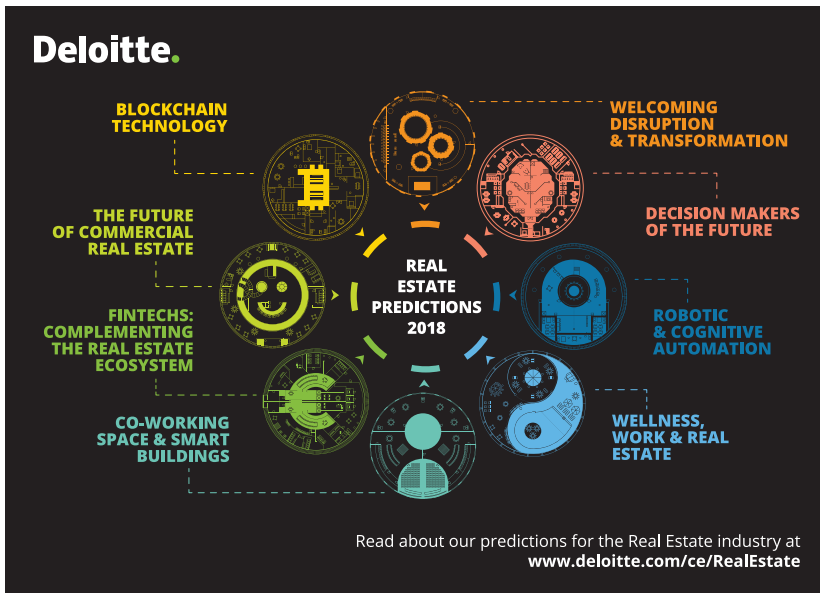 Deloitte.
BLOCKCHAIN
TECHNOLOGY
WELCOMING
DISRUPTION
& TRANSFORMATION
THE FUTURE
OF COMMERCIAL
REAL ESTATE
DECISION MAKERS
OF THE FUTURE
REAL
ESTATE
PREDICTIONS
2018
FINTECHS:
COMPLEMENTING
THE REAL ESTATE
ECOSYSTEM
ROBOTIC
& COGNITIVE
AUTOMATION
CO-WORKING
SPACE & SMART
BUILDINGS
WELLNESS,
WORK & REAL
ESTATE
Read about our predictions for the Real Estate industry at
www.deloitte.com/ce/RealEstate